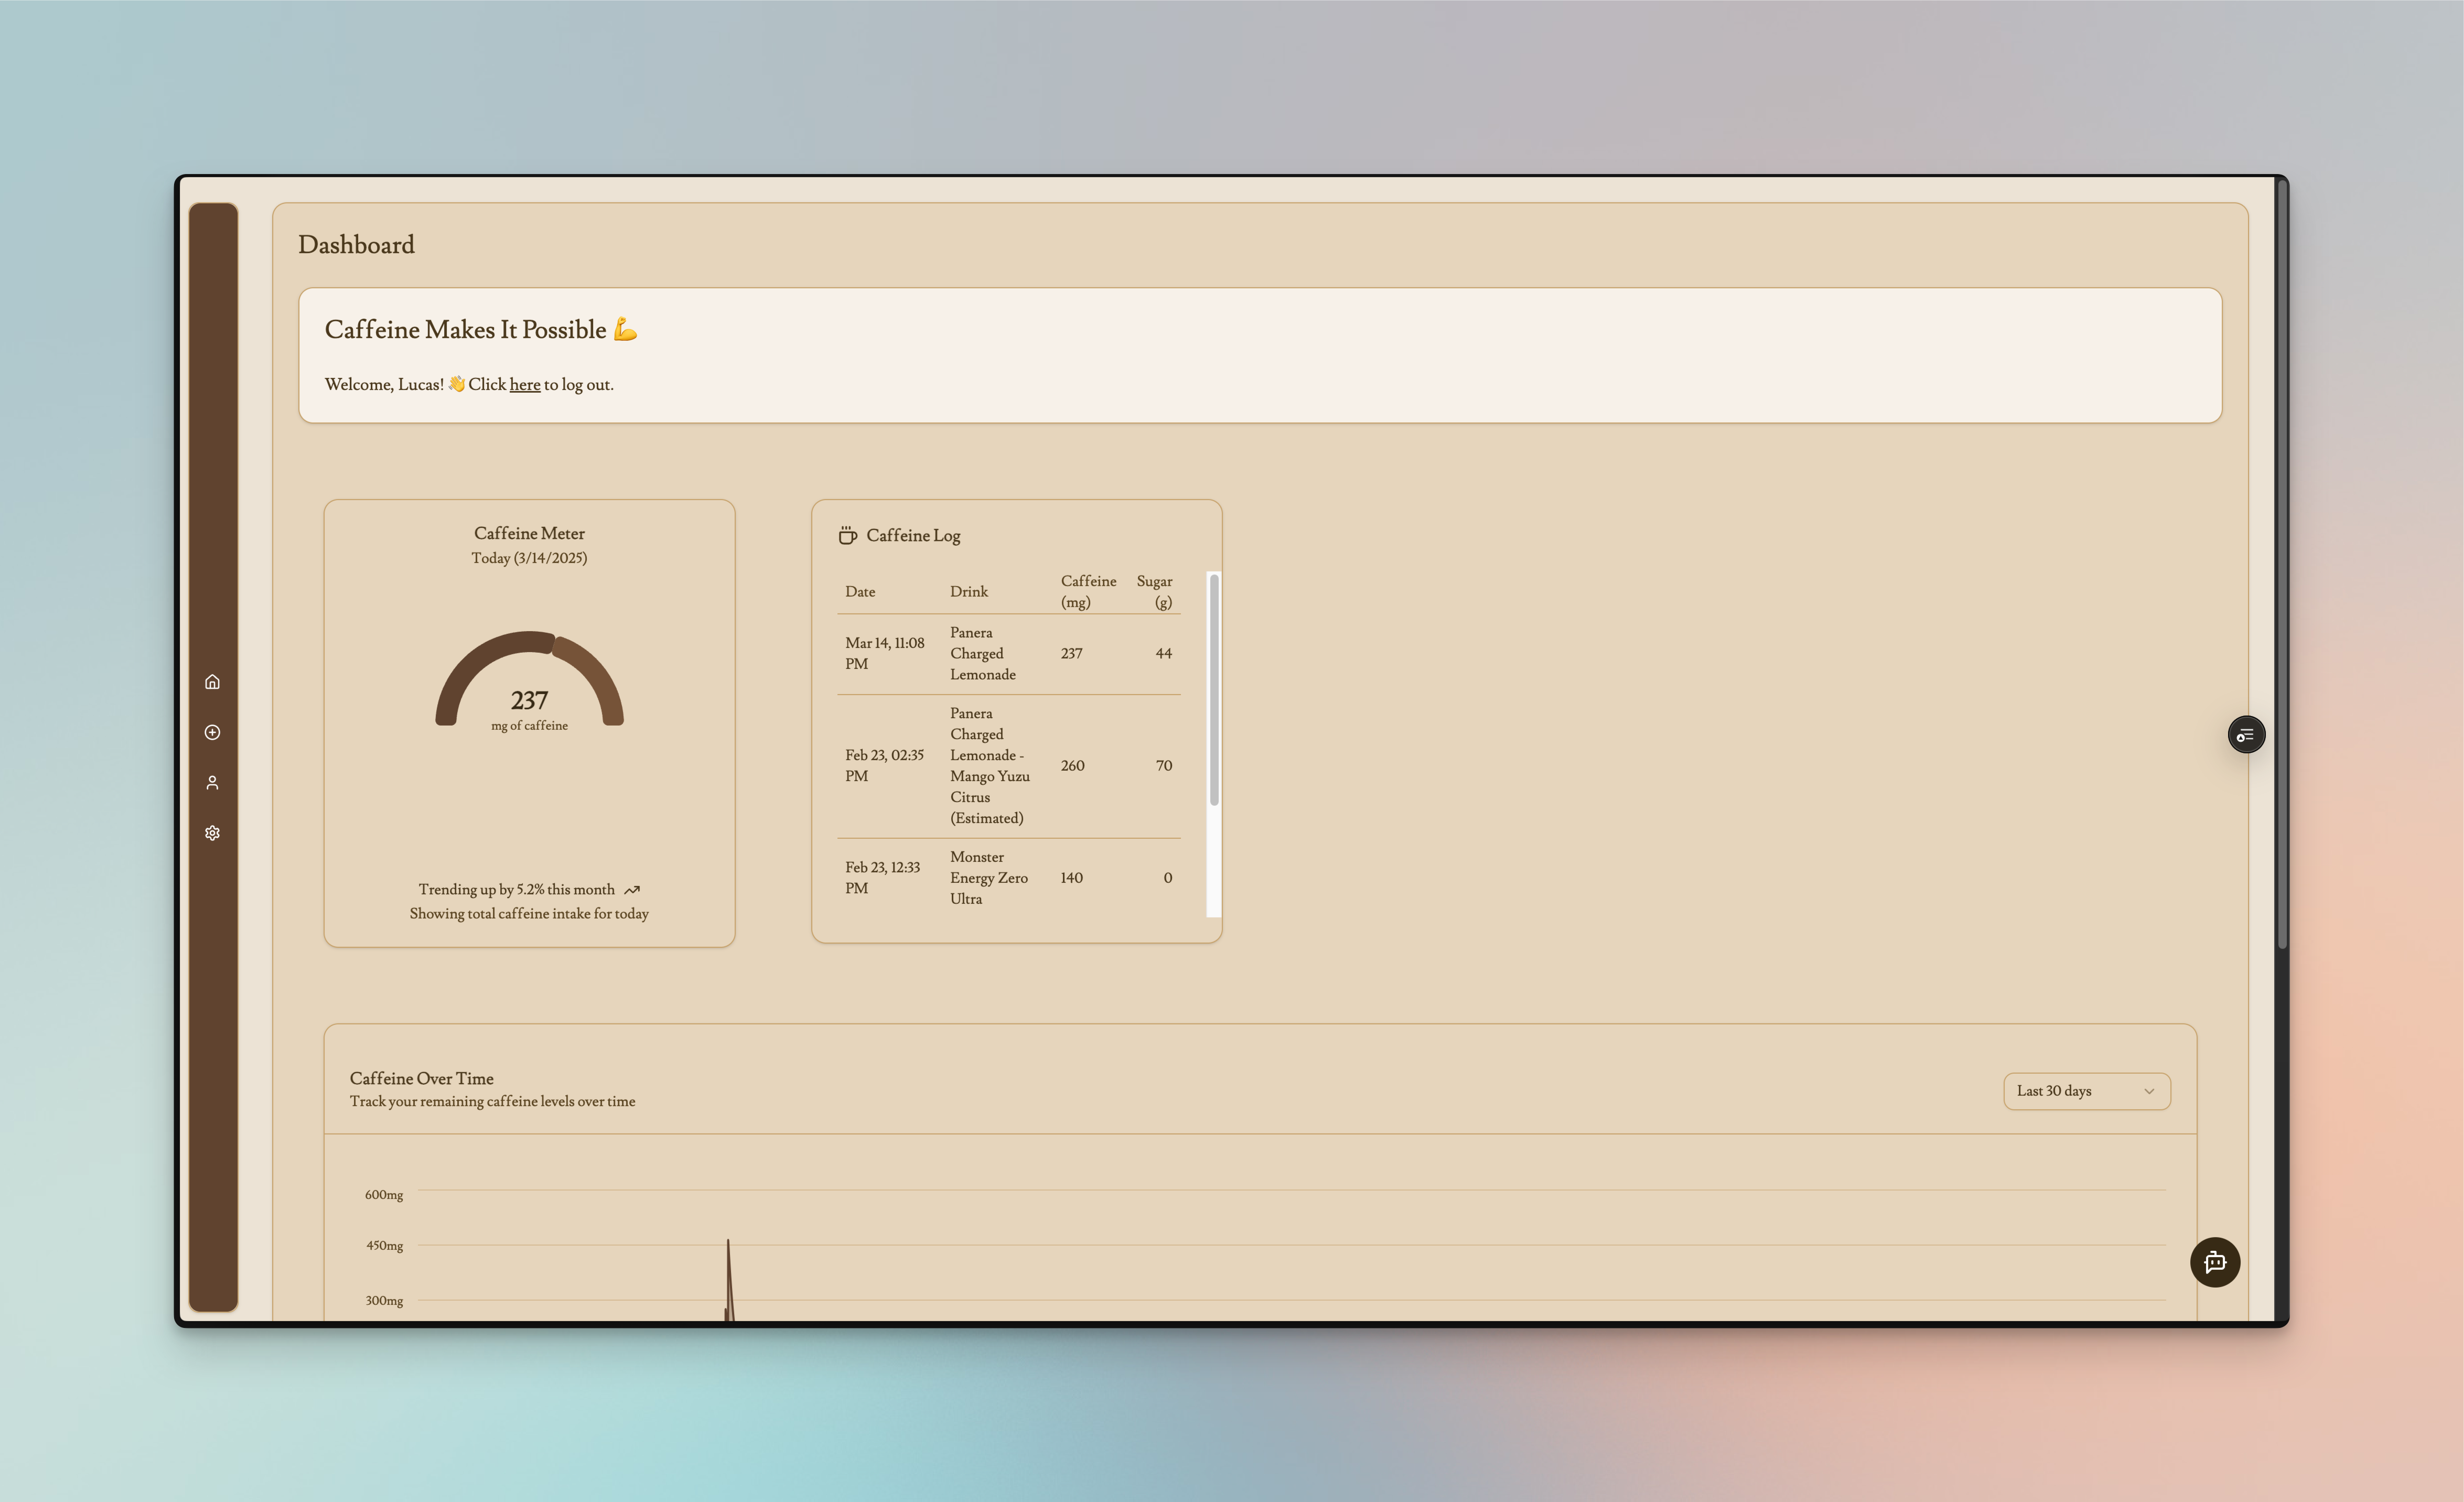 Dashboard
Caffeine Makes It Possible 💪
Welcome, Lucas! 👋 Click here to log out.
Caffeine Meter
Today (3/14/2025)
237
mg of caffeine
Trending up by 5.2% this month
Showing total caffeine intake for today
Caffeine Log
Date Drink Caffeine (mg) Sugar (g)
Mar 14, 11:08 PM
Panera
Charged
Lemonade
237
44
Feb 23, 02:35 PM
Panera
Charged
Lemonade -
Mango Yuzu
Citrus
(Estimated)
260
70
Feb 23, 12:33 PM
Monster
Energy Zero
Ultra
140
0
Caffeine Over Time
Track your remaining caffeine levels over time
Last 30 days
600mg
450mg
300mg